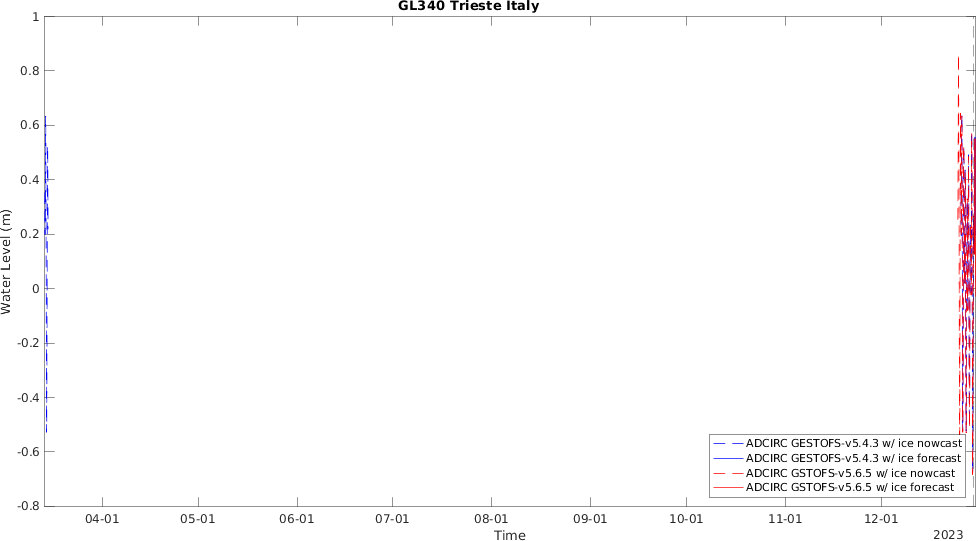 GL340 Trieste Italy
1
0.8
0.6
0.4
0.2
0
-0.2
-0.4
-0.6
-0.8
Water Level (m)
ADCIRC GESTOFS-v5.4.3 w/ ice nowcast
ADCIRC GESTOFS-v5.4.3 w/ ice forecast
ADCIRC GSTOFS-v5.6.5 w/ ice nowcast
ADCIRC GSTOFS-v5.6.5 w/ ice forecast
04-01 05-01 06-01 07-01 08-01 09-01 10-01 11-01 12-01
Time
2023